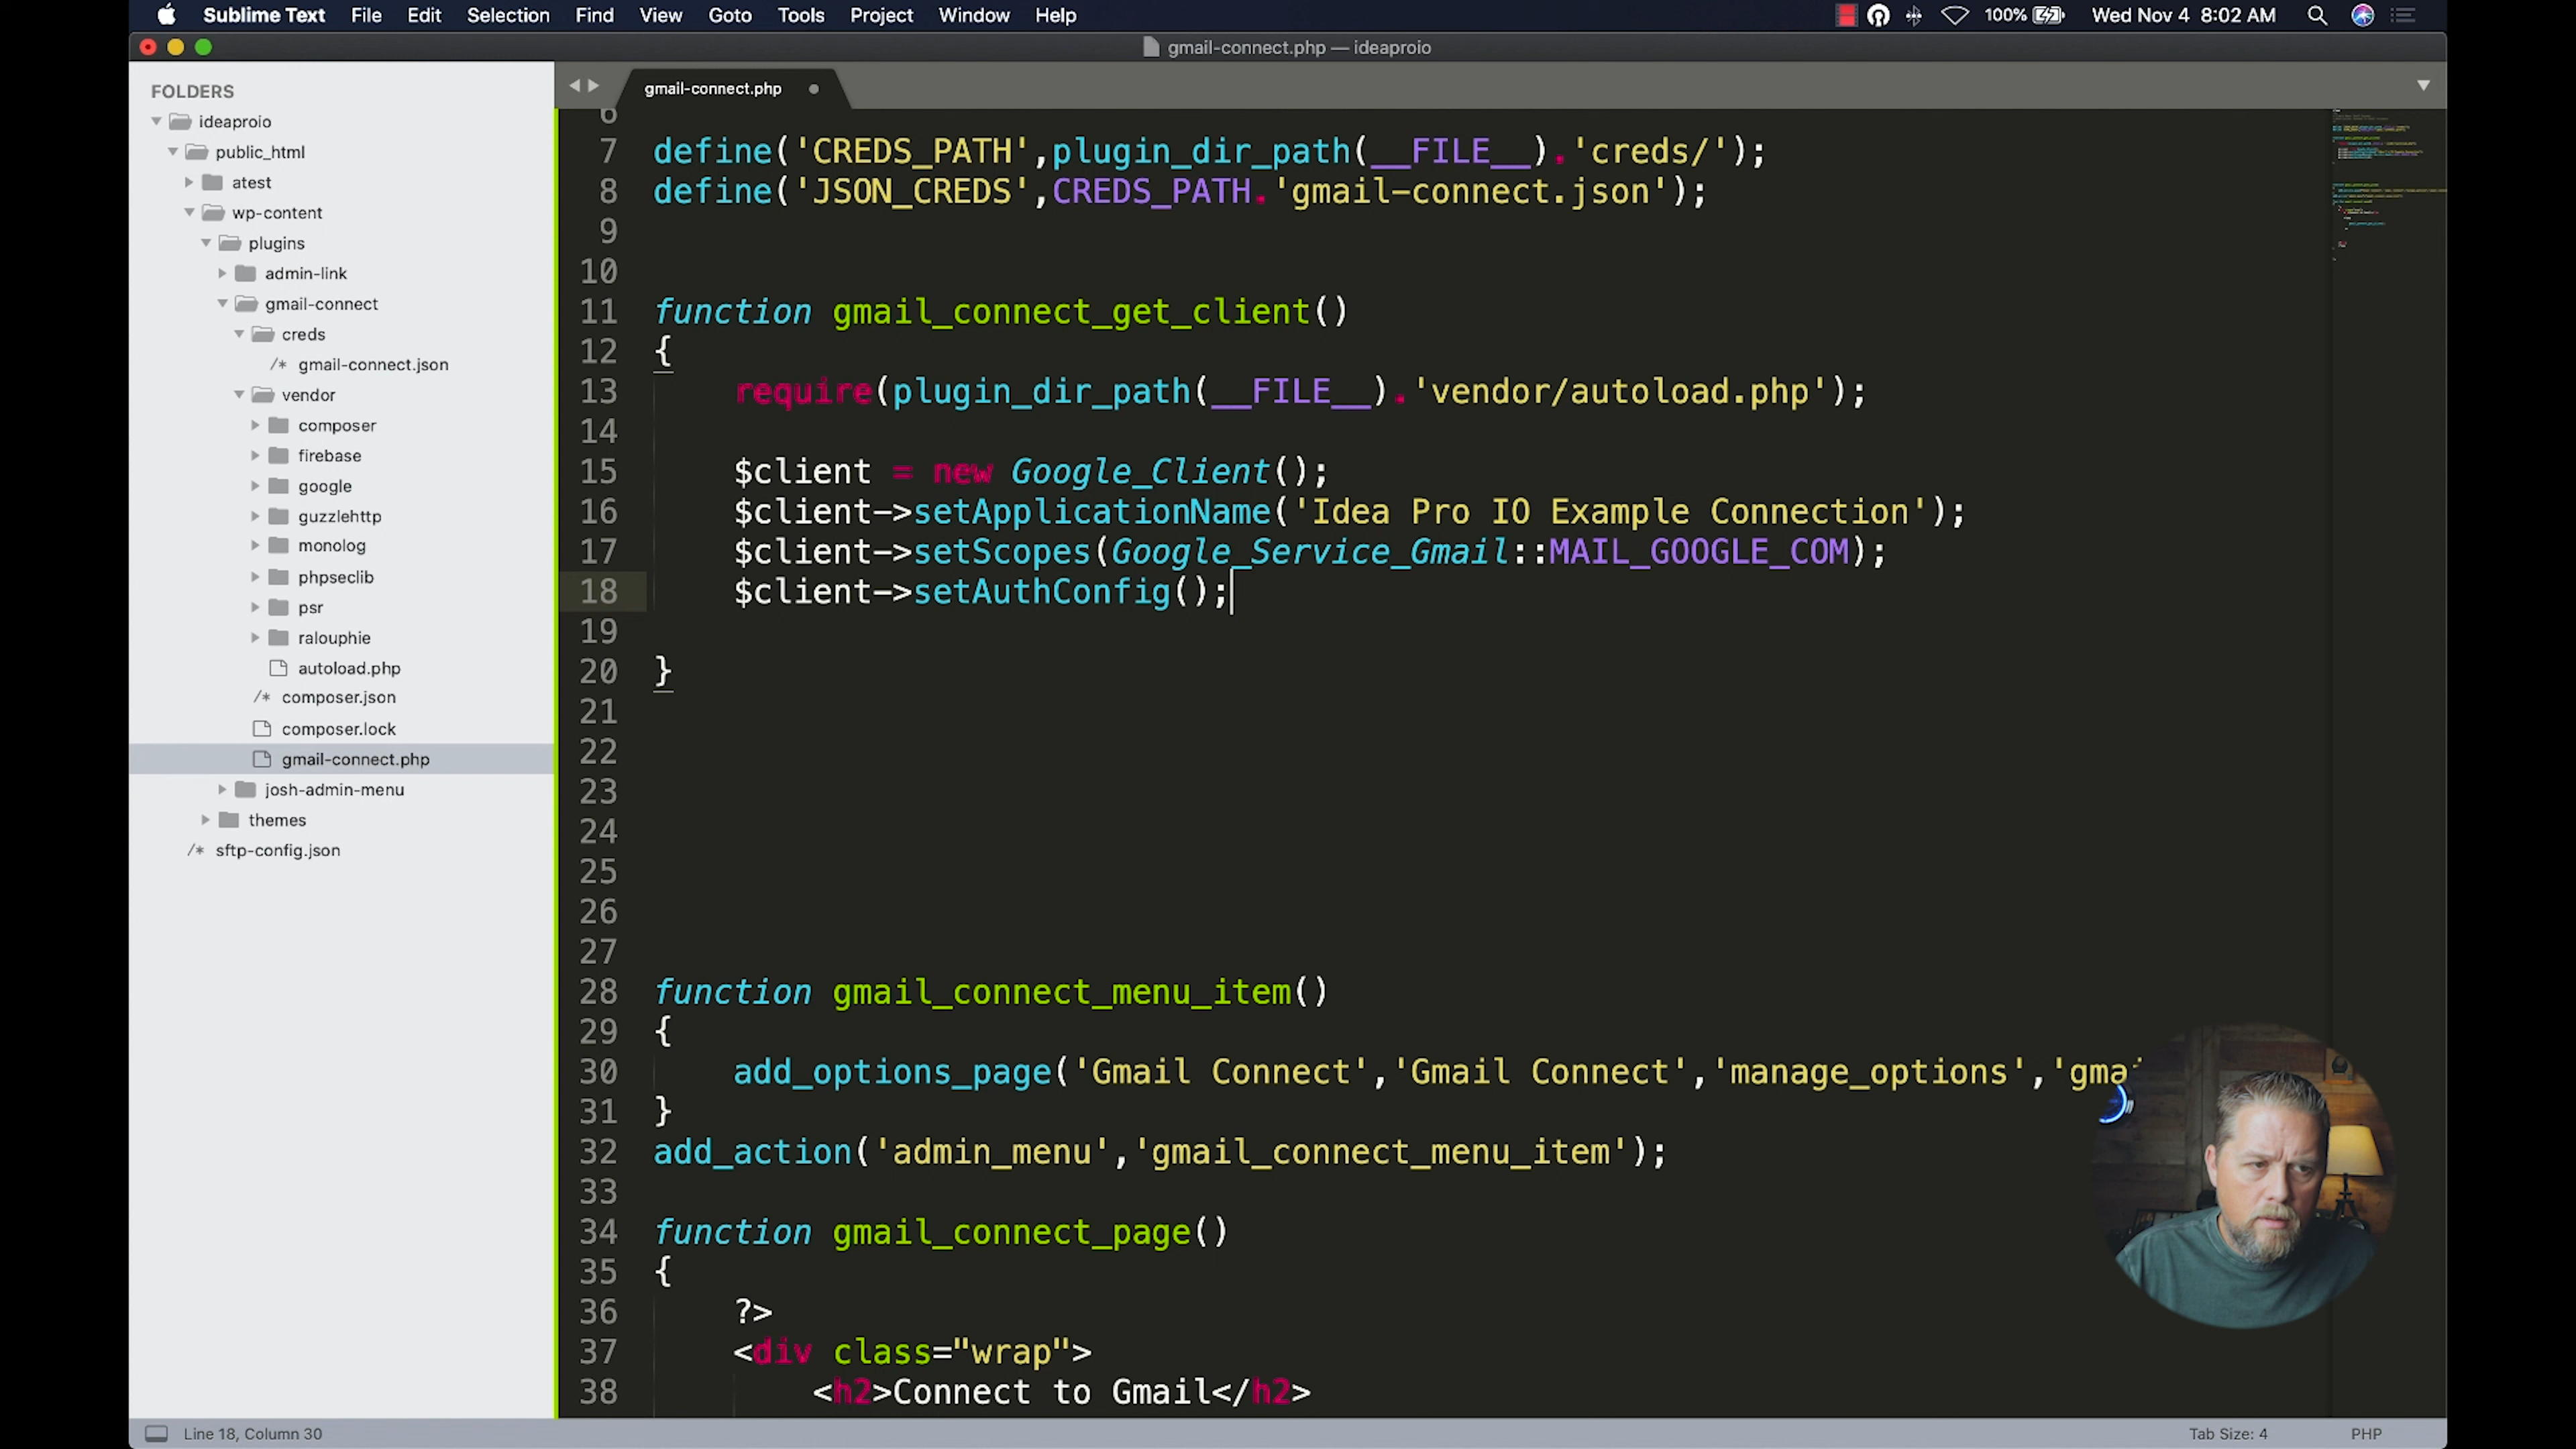 Sublime Text File Edit Selection Find View Goto Tools Project Window Help 100% Wed Nov 4 8:02 AM
gmail-connect.php — ideaproio
FOLDERS
ideaproio
public_html
atest
wp-content
plugins
admin-link
gmail-connect
creds
/* gmail-connect.json
vendor
composer
firebase
google
guzzlehttp
monolog
phpseclib
psr
ralouphie
autoload.php
/* composer.json
composer.lock
gmail-connect.php
josh-admin-menu
themes
/* sftp-config.json
gmail-connect.php
6
7 define('CREDS_PATH',plugin_dir_path(__FILE__).'creds/');
8 define('JSON_CREDS',CREDS_PATH.'gmail-connect.json');
9
10
11 function gmail_connect_get_client()
12 {
13 require(plugin_dir_path(__FILE__).'vendor/autoload.php');
14
15 $client = new Google_Client();
16 $client->setApplicationName('Idea Pro IO Example Connection');
17 $client->setScopes(Google_Service_Gmail::MAIL_GOOGLE_COM);
18 $client->setAuthConfig();
19
20 }
21
22
23
24
25
26
27
28 function gmail_connect_menu_item()
29 {
30 add_options_page('Gmail Connect','Gmail Connect','manage_options','gmai
31 }
32 add_action('admin_menu','gmail_connect_menu_item');
33
34 function gmail_connect_page()
35 {
36 ?>
37 <div class="wrap">
38 <h2>Connect to Gmail</h2>
Line 18, Column 30 Tab Size: 4 PHP